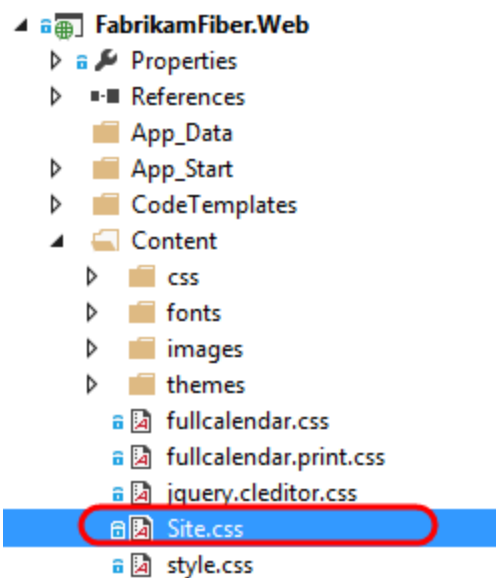 FabrikamFiber.Web
Properties
References
App_Data
App_Start
CodeTemplates
Content
css
fonts
images
themes
fullcalendar.css
fullcalendar.print.css
jquery.cleditor.css
Site.css
style.css